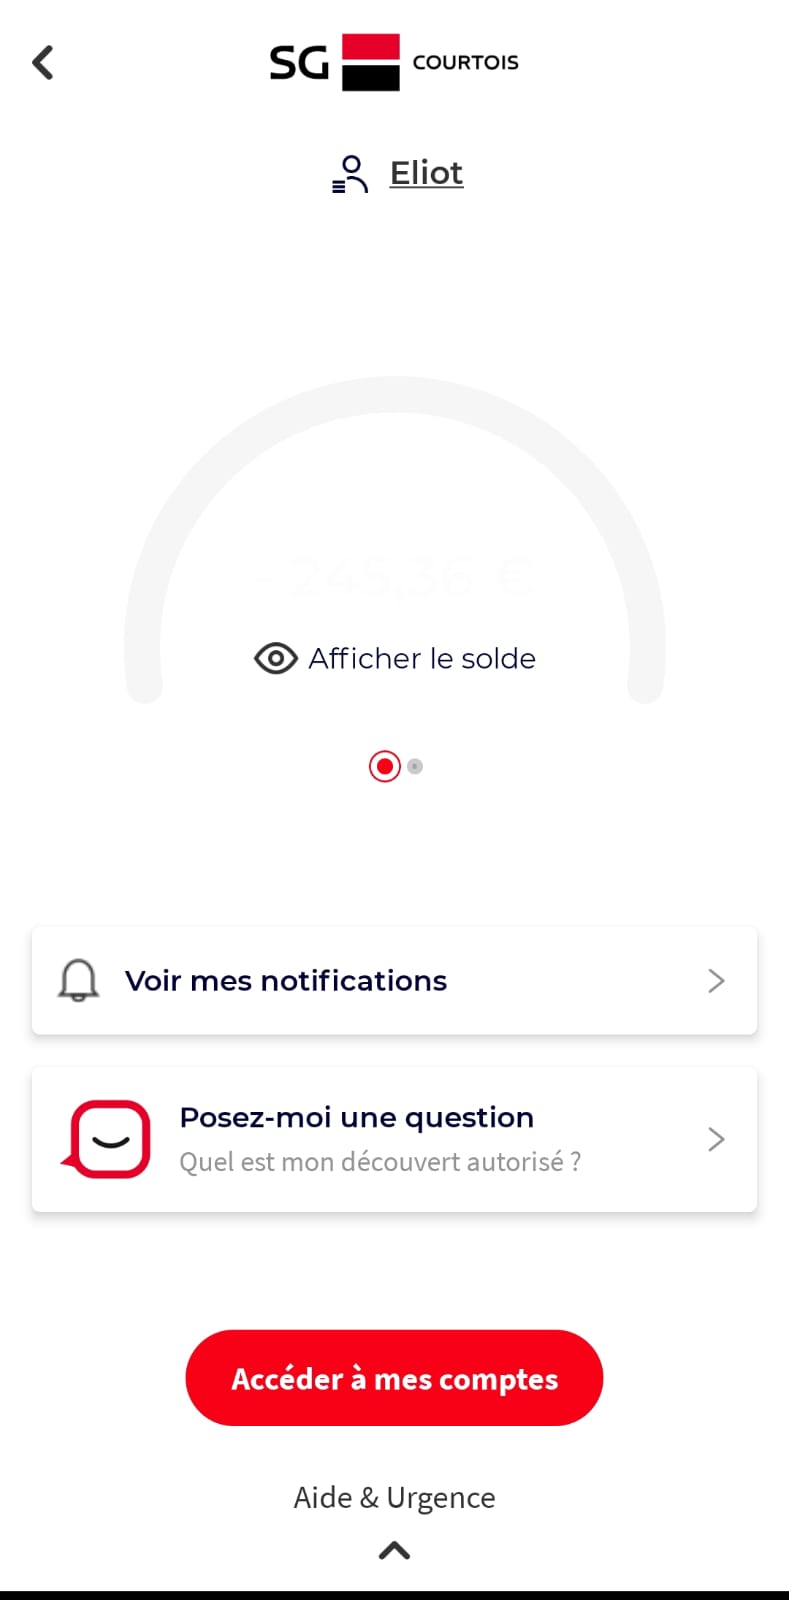 SG COURTOIS
Eliot
- 245,36 €
Afficher le solde
Voir mes notifications
Posez-moi une question
Quel est mon découvert autorisé ?
Accéder à mes comptes
Aide & Urgence